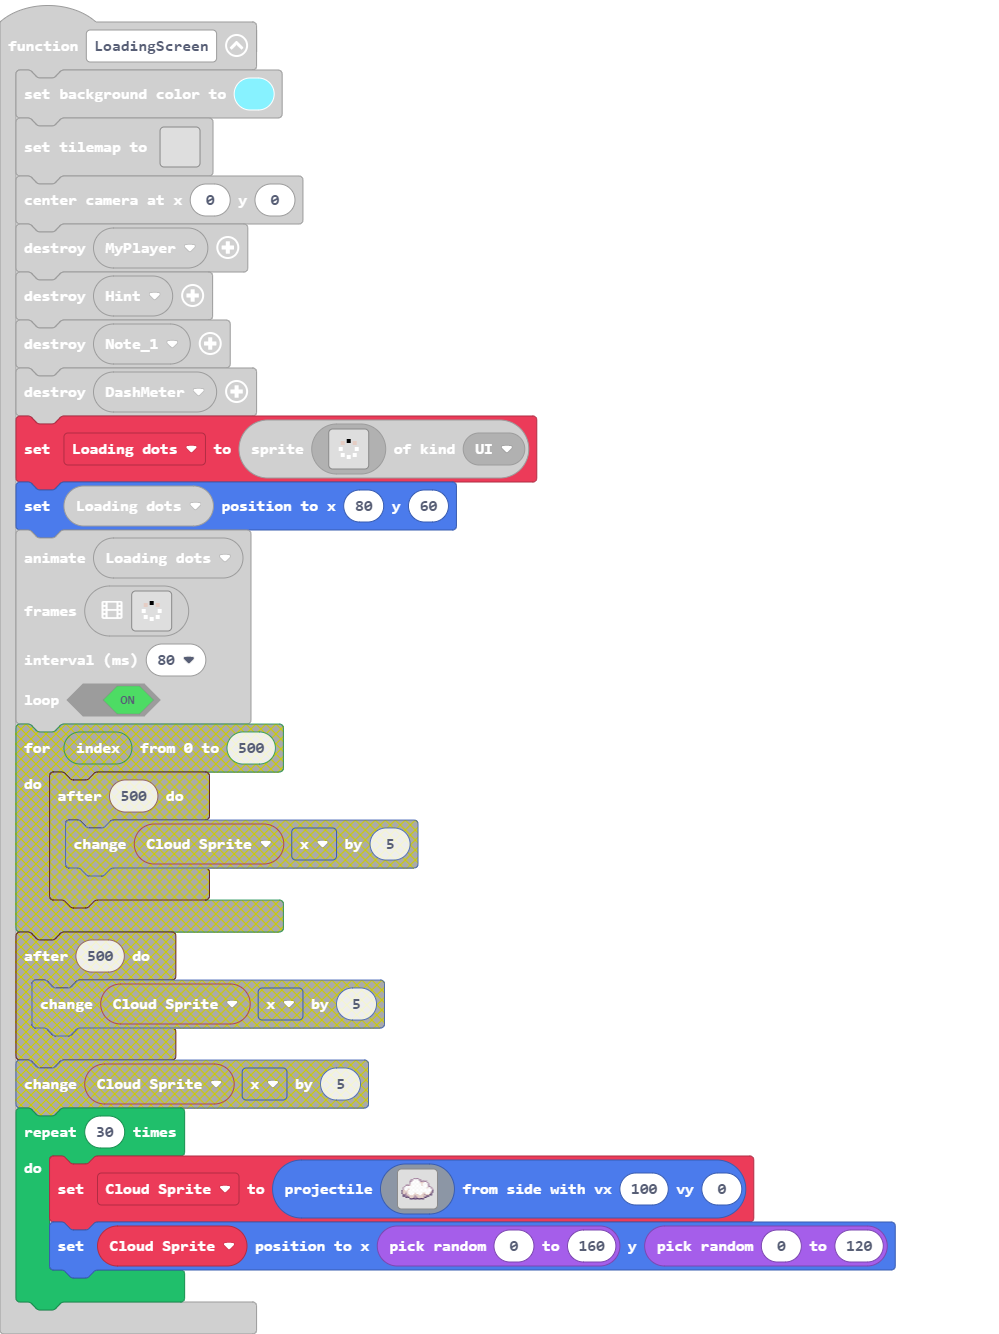 function LoadingScreen
set background color to
set tilemap to
center camera at x 0 y 0
destroy MyPlayer
destroy Hint
destroy Note_1
destroy DashMeter
set Loading dots to sprite of kind UI
set Loading dots position to x 80 y 60
animate Loading dots
frames
interval (ms) 80
loop ON
for index from 0 to 500
do
after 500 do
change Cloud Sprite x by 5
after 500 do
change Cloud Sprite x by 5
change Cloud Sprite x by 5
repeat 30 times
do
set Cloud Sprite to projectile from side with vx 100 vy 0
set Cloud Sprite position to x pick random 0 to 160 y pick random 0 to 120